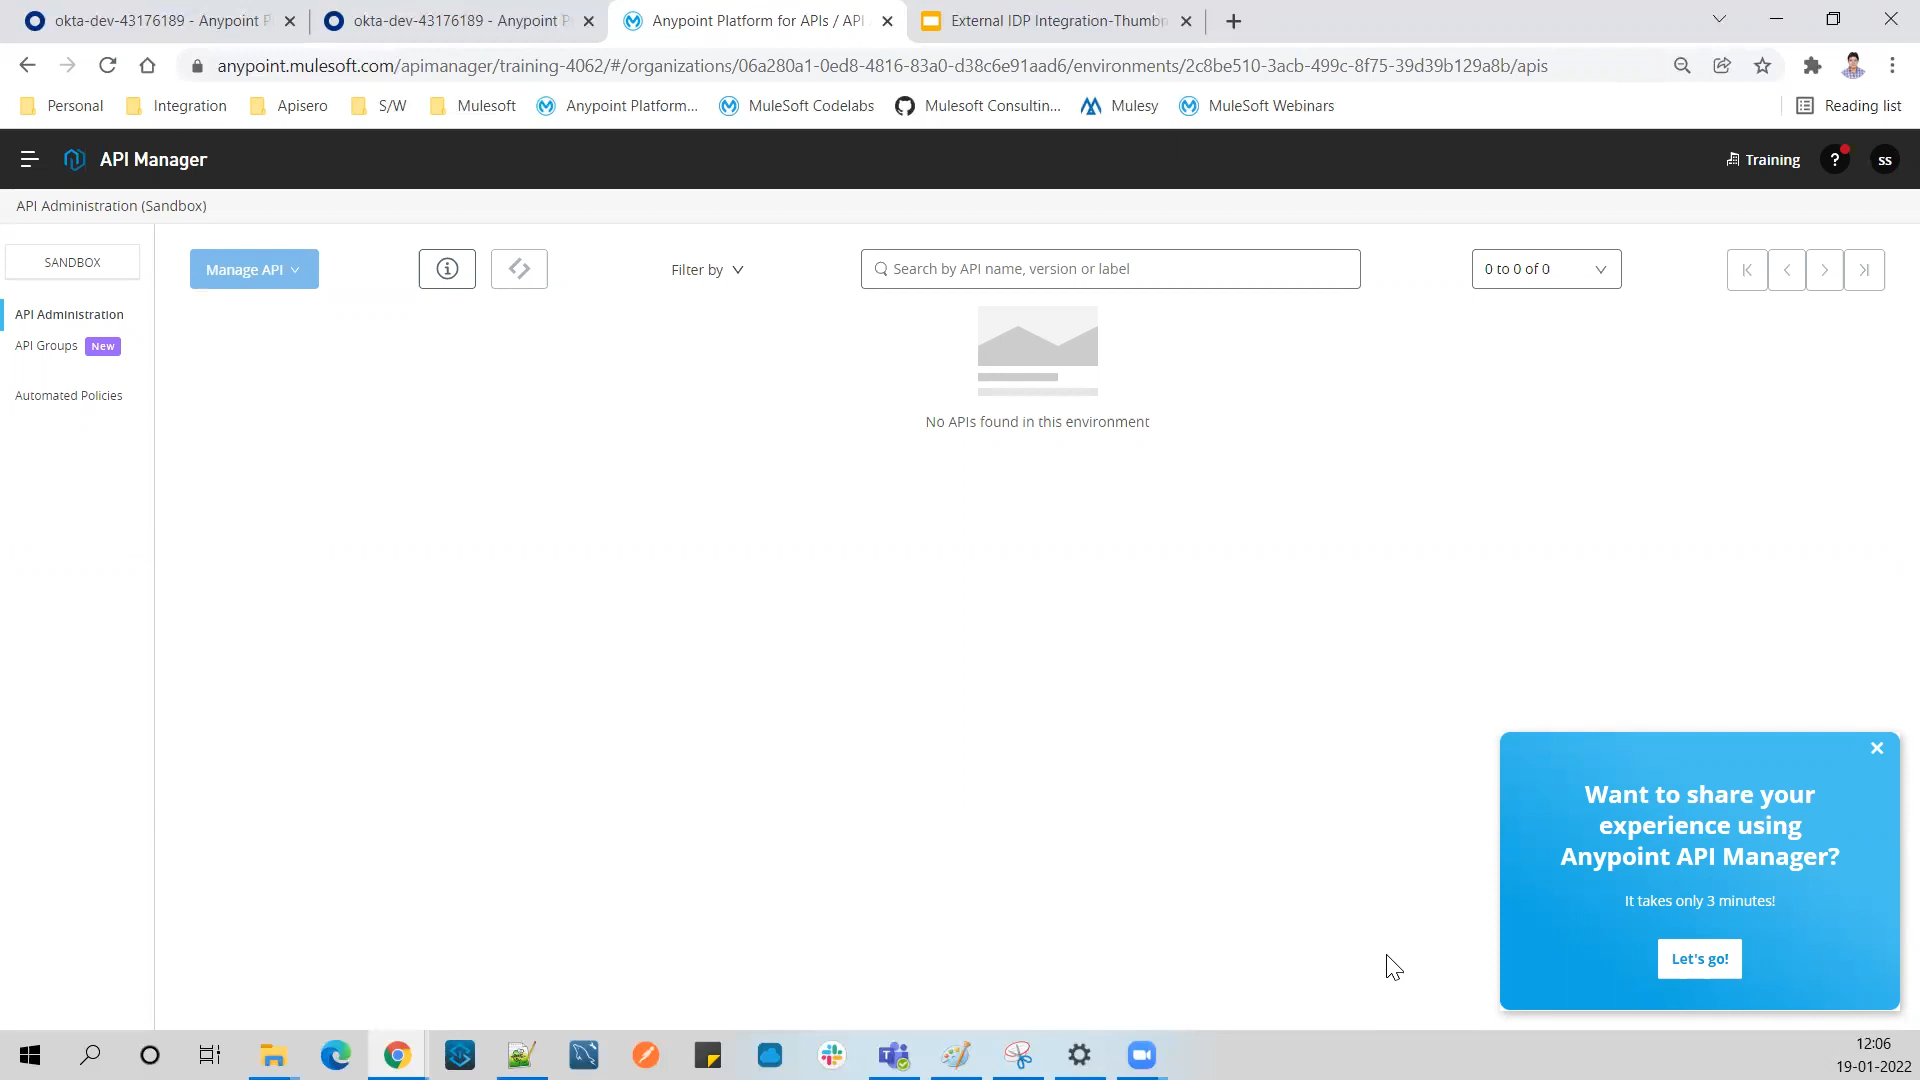 okta-dev-43176189 - Anypoint P
okta-dev-43176189 - Anypoint P
Anypoint Platform for APIs / API
External IDP Integration-Thumbn
anypoint.mulesoft.com/apimanager/training-4062/#/organizations/06a280a1-0ed8-4816-83a0-d38c6e91aad6/environments/2c8be510-3acb-499c-8f75-39d39b129a8b/apis
Personal
Integration
Apisero
S/W
Mulesoft
Anypoint Platform...
MuleSoft Codelabs
Mulesoft Consultin...
Mulesy
MuleSoft Webinars
Reading list
API Manager
Training
?
ss
API Administration (Sandbox)
SANDBOX
API Administration
API Groups New
Automated Policies
Manage API
Filter by
Search by API name, version or label
0 to 0 of 0
No APIs found in this environment
Want to share your
experience using
Anypoint API Manager?
It takes only 3 minutes!
Let's go!
12:06
19-01-2022